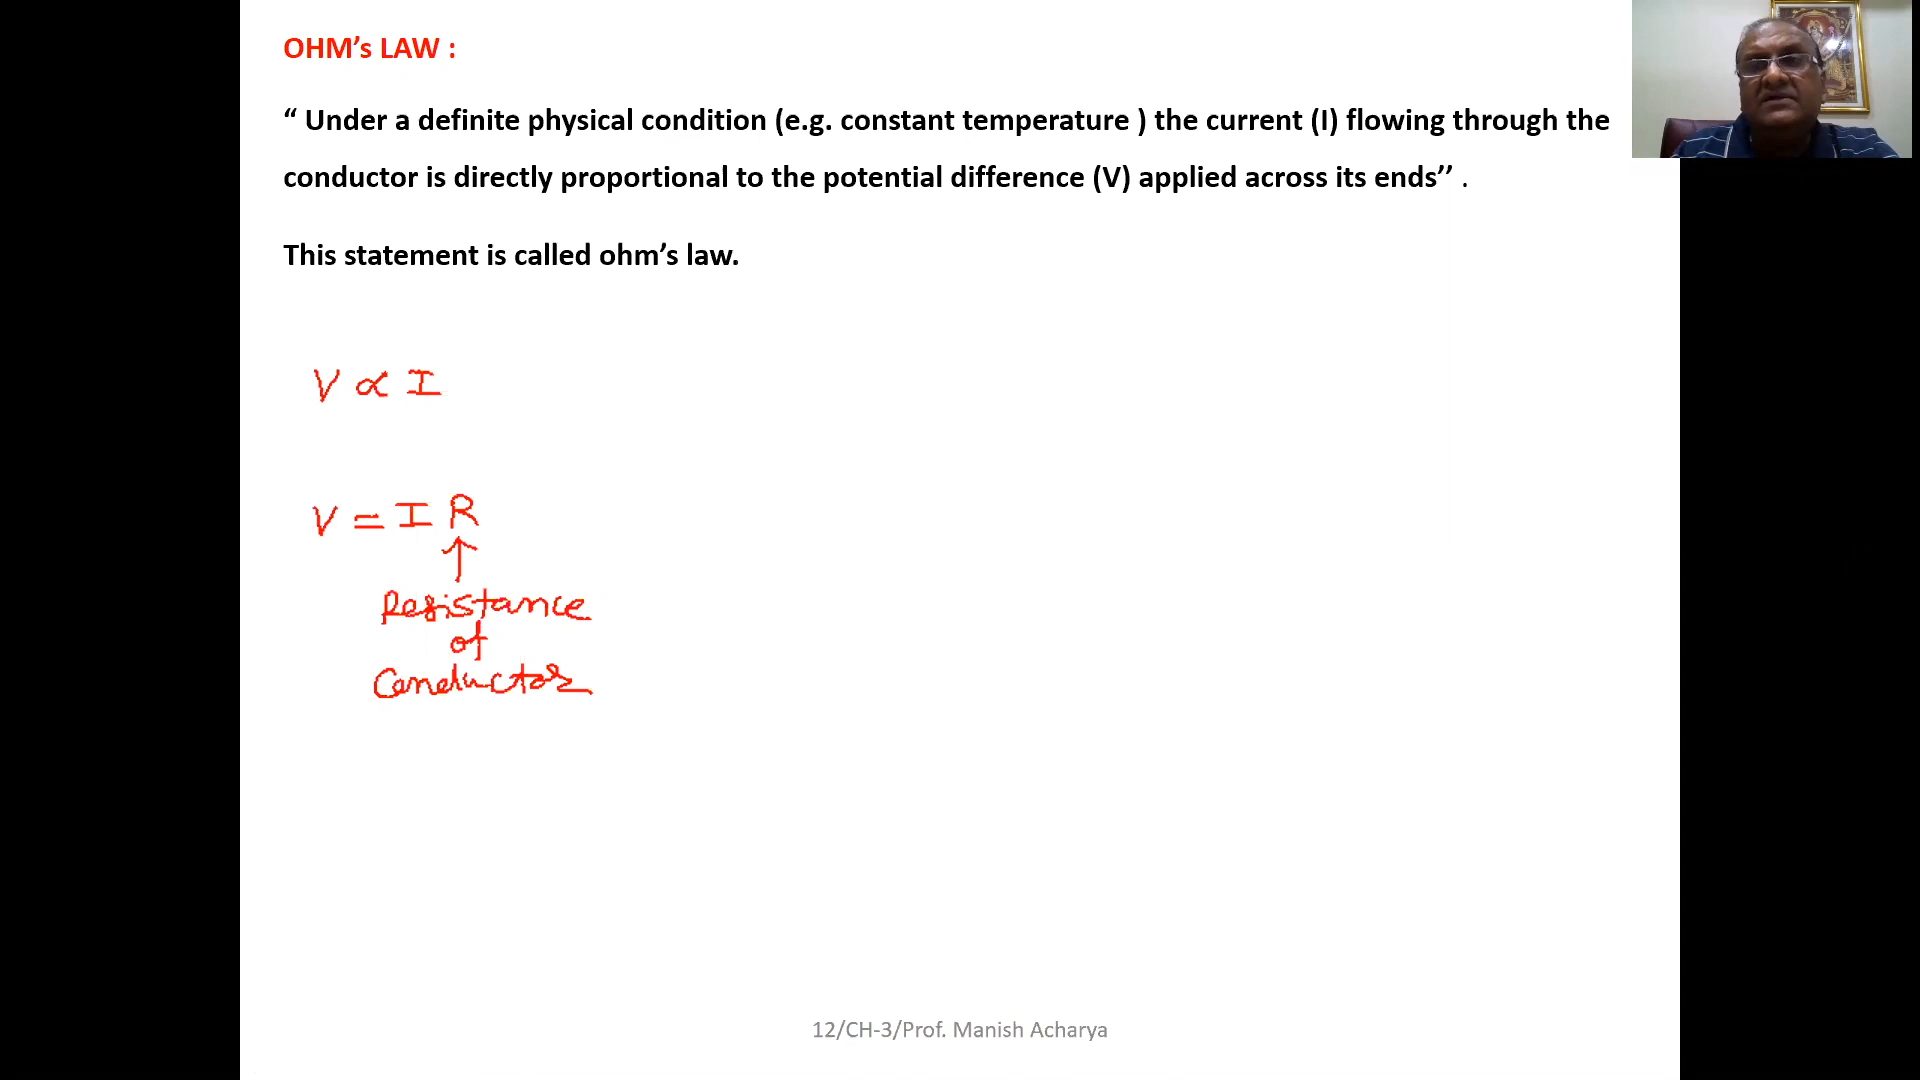 OHM’s LAW :
“ Under a definite physical condition (e.g. constant temperature ) the current (I) flowing through the
conductor is directly proportional to the potential difference (V) applied across its ends’’ .
This statement is called ohm’s law.
V ∝ I
V = I R
↑
Resistance
of
Conductor
12/CH-3/Prof. Manish Acharya